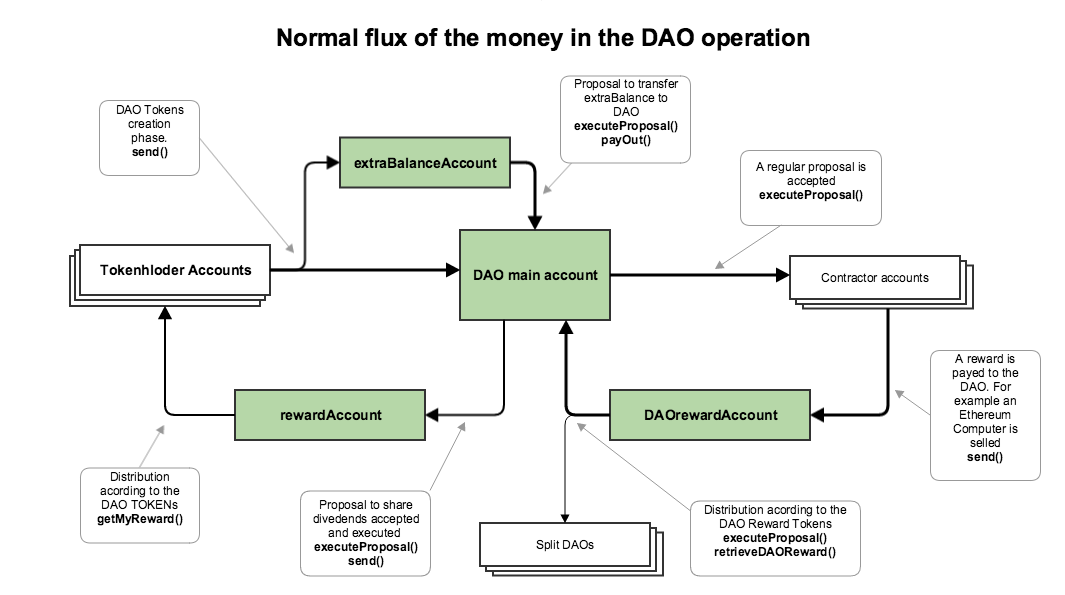 Normal flux of the money in the DAO operation
Proposal to transfer
extraBalance to
DAO
executeProposal()
payOut()
DAO Tokens
creation
phase.
send()
extraBalanceAccount
A regular proposal is
accepted
executeProposal()
Tokenhloder Accounts
DAO main account
Contractor accounts
A reward is
payed to the
DAO. For
example an
Ethereum
Computer is
selled
send()
rewardAccount
DAOrewardAccount
Distribution
acording to the
DAO TOKENs
getMyReward()
Proposal to share
dividends accepted
and executed
executeProposal()
send()
Split DAOs
Distribution acording to the
DAO Reward Tokens
executeProposal()
retrieveDAOReward()